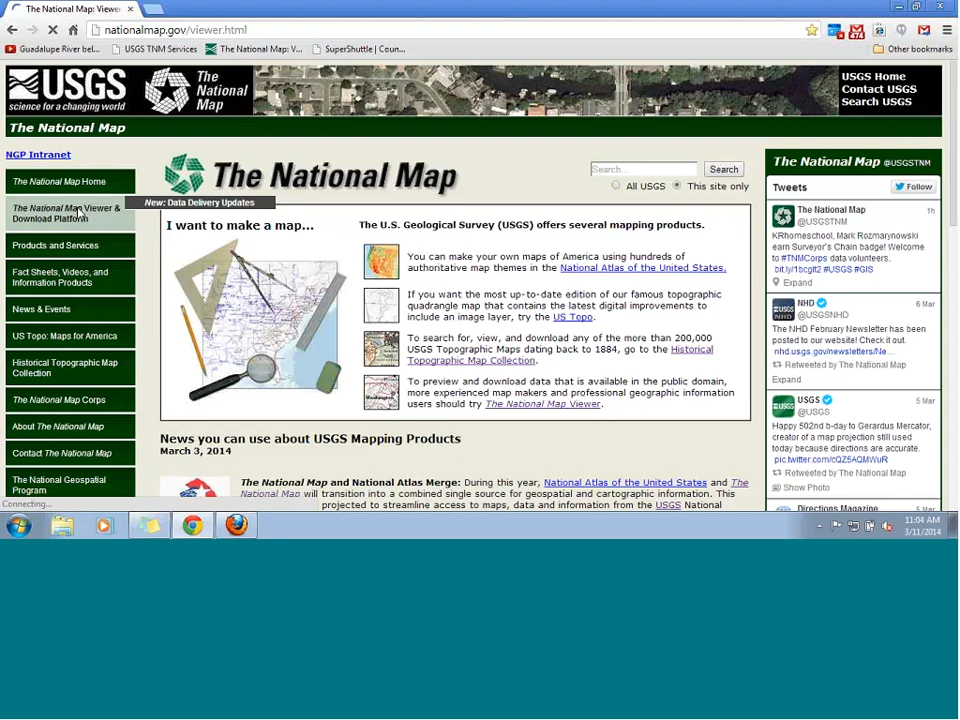 The National Map: Viewer
nationalmap.gov/viewer.html
Guadalupe River bel...
USGS TNM Services
The National Map: V...
SuperShuttle | Coun...
Other bookmarks
USGS
science for a changing world
The
National
Map
USGS Home
Contact USGS
Search USGS
The National Map
NGP Intranet
The National Map Home
The National Map Viewer &
Download Platform
New: Data Delivery Updates
Products and Services
Fact Sheets, Videos, and
Information Products
News & Events
US Topo: Maps for America
Historical Topographic Map
Collection
The National Map Corps
About The National Map
Contact The National Map
The National Geospatial
Program
Connecting...
The National Map
Search...
Search
All USGS
This site only
I want to make a map...
The U.S. Geological Survey (USGS) offers several mapping products.
You can make your own maps of America using hundreds of
authoritative map themes in the National Atlas of the United States.
If you want the most up-to-date edition of our famous topographic
quadrangle map that contains the latest digital improvements to
include an image layer, try the US Topo.
To search for, view, and download any of the more than 200,000
USGS Topographic Maps dating back to 1884, go to the Historical
Topographic Map Collection.
To preview and download data that is available in the public domain,
more experienced map makers and professional geographic information
users should try The National Map Viewer.
News you can use about USGS Mapping Products
March 3, 2014
The National Map and National Atlas Merge: During this year, National Atlas of the United States and The
National Map will transition into a combined single source for geospatial and cartographic information. This
projected to streamline access to maps, data and information from the USGS National
The National Map @USGSTNM
Tweets
Follow
The National Map
1h
@USGSTNM
KRhomeschool, Mark Rozmarynowski
earn Surveyor's Chain badge! Welcome
to #TNMCorps data volunteers.
bit.ly/1bcglf2 #USGS #GIS
Expand
NHD
6 Mar
@USGSNHD
The NHD February Newsletter has been
posted to our website! Check it out.
nhd.usgs.gov/newsletters/Ne...
Retweeted by The National Map
Expand
USGS
5 Mar
@USGS
Happy 502nd b-day to Gerardus Mercator,
creator of a map projection still used
today because directions are accurate.
pic.twitter.com/cQZ5AQMWuR
Retweeted by The National Map
Show Photo
Directions Magazine
11:04 AM
3/11/2014